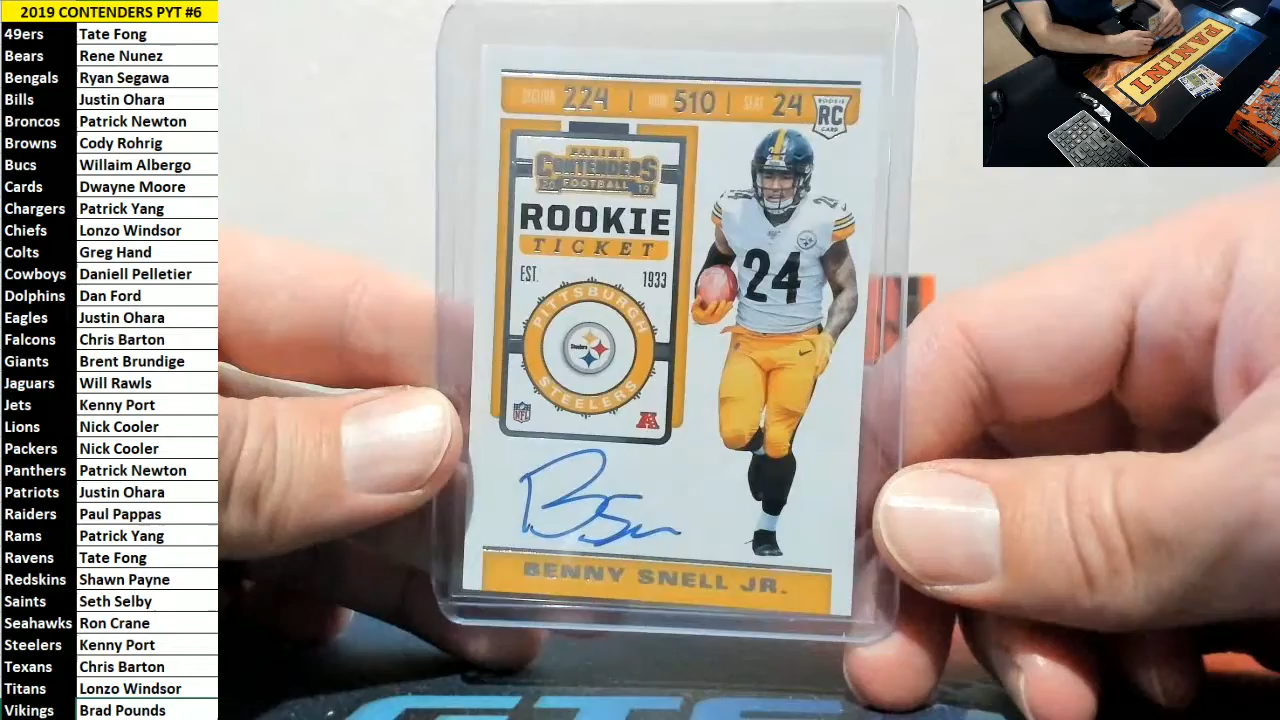 2019 CONTENDERS PYT #6
49ers Tate Fong
Bears Rene Nunez
Bengals Ryan Segawa
Bills Justin Ohara
Broncos Patrick Newton
Browns Cody Rohrig
Bucs Willaim Albergo
Cards Dwayne Moore
Chargers Patrick Yang
Chiefs Lonzo Windsor
Colts Greg Hand
Cowboys Daniell Pelletier
Dolphins Dan Ford
Eagles Justin Ohara
Falcons Chris Barton
Giants Brent Brundige
Jaguars Will Rawls
Jets Kenny Port
Lions Nick Cooler
Packers Nick Cooler
Panthers Patrick Newton
Patriots Justin Ohara
Raiders Paul Pappas
Rams Patrick Yang
Ravens Tate Fong
Redskins Shawn Payne
Saints Seth Selby
Seahawks Ron Crane
Steelers Kenny Port
Texans Chris Barton
Titans Lonzo Windsor
Vikings Brad Pounds
SECTION 224 | ROW 510 | SEAT 24
ROOKIE
RC
CARD
PANINI
CONTENDERS
20 FOOTBALL 19
ROOKIE
TICKET
EST. 1933
PITTSBURGH
Steelers
STEELERS
NFL
A
24
24
BENNY SNELL JR.
PANINI